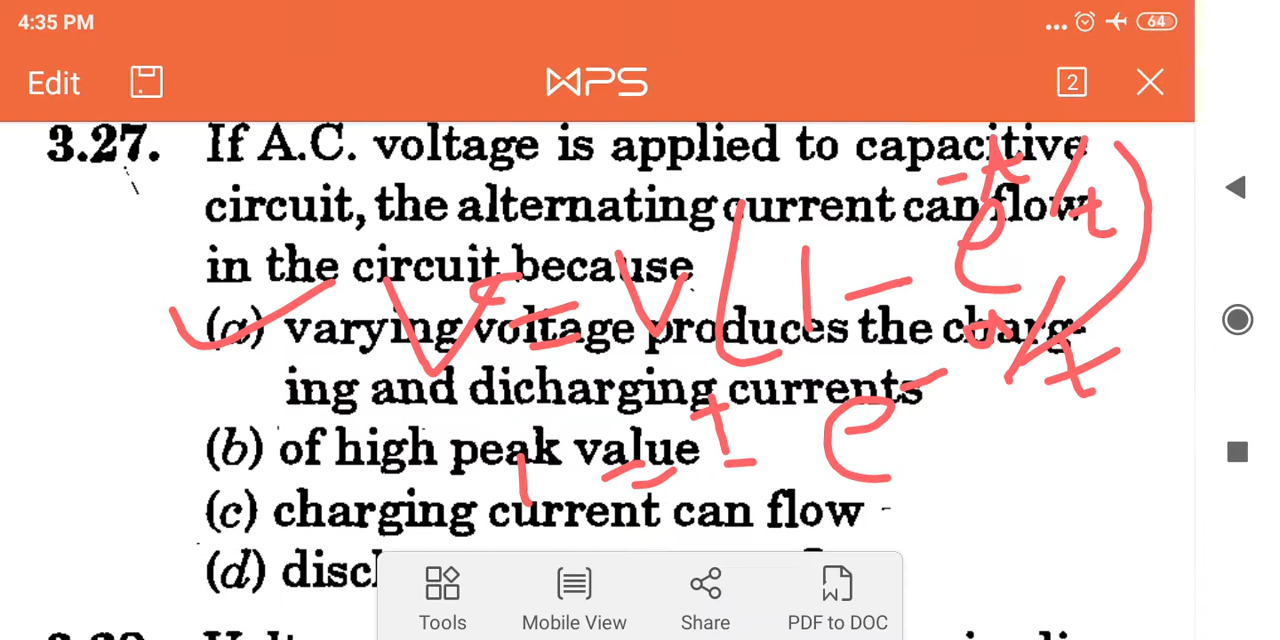 4:35 PM
64
Edit
WPS
2
3.27. If A.C. voltage is applied to capacitive
circuit, the alternating current can flow
in the circuit because
(a) varying voltage produces the charg-
ing and dicharging currents
(b) of high peak value
(c) charging current can flow
(d)
Tools
Mobile View
Share
PDF to DOC